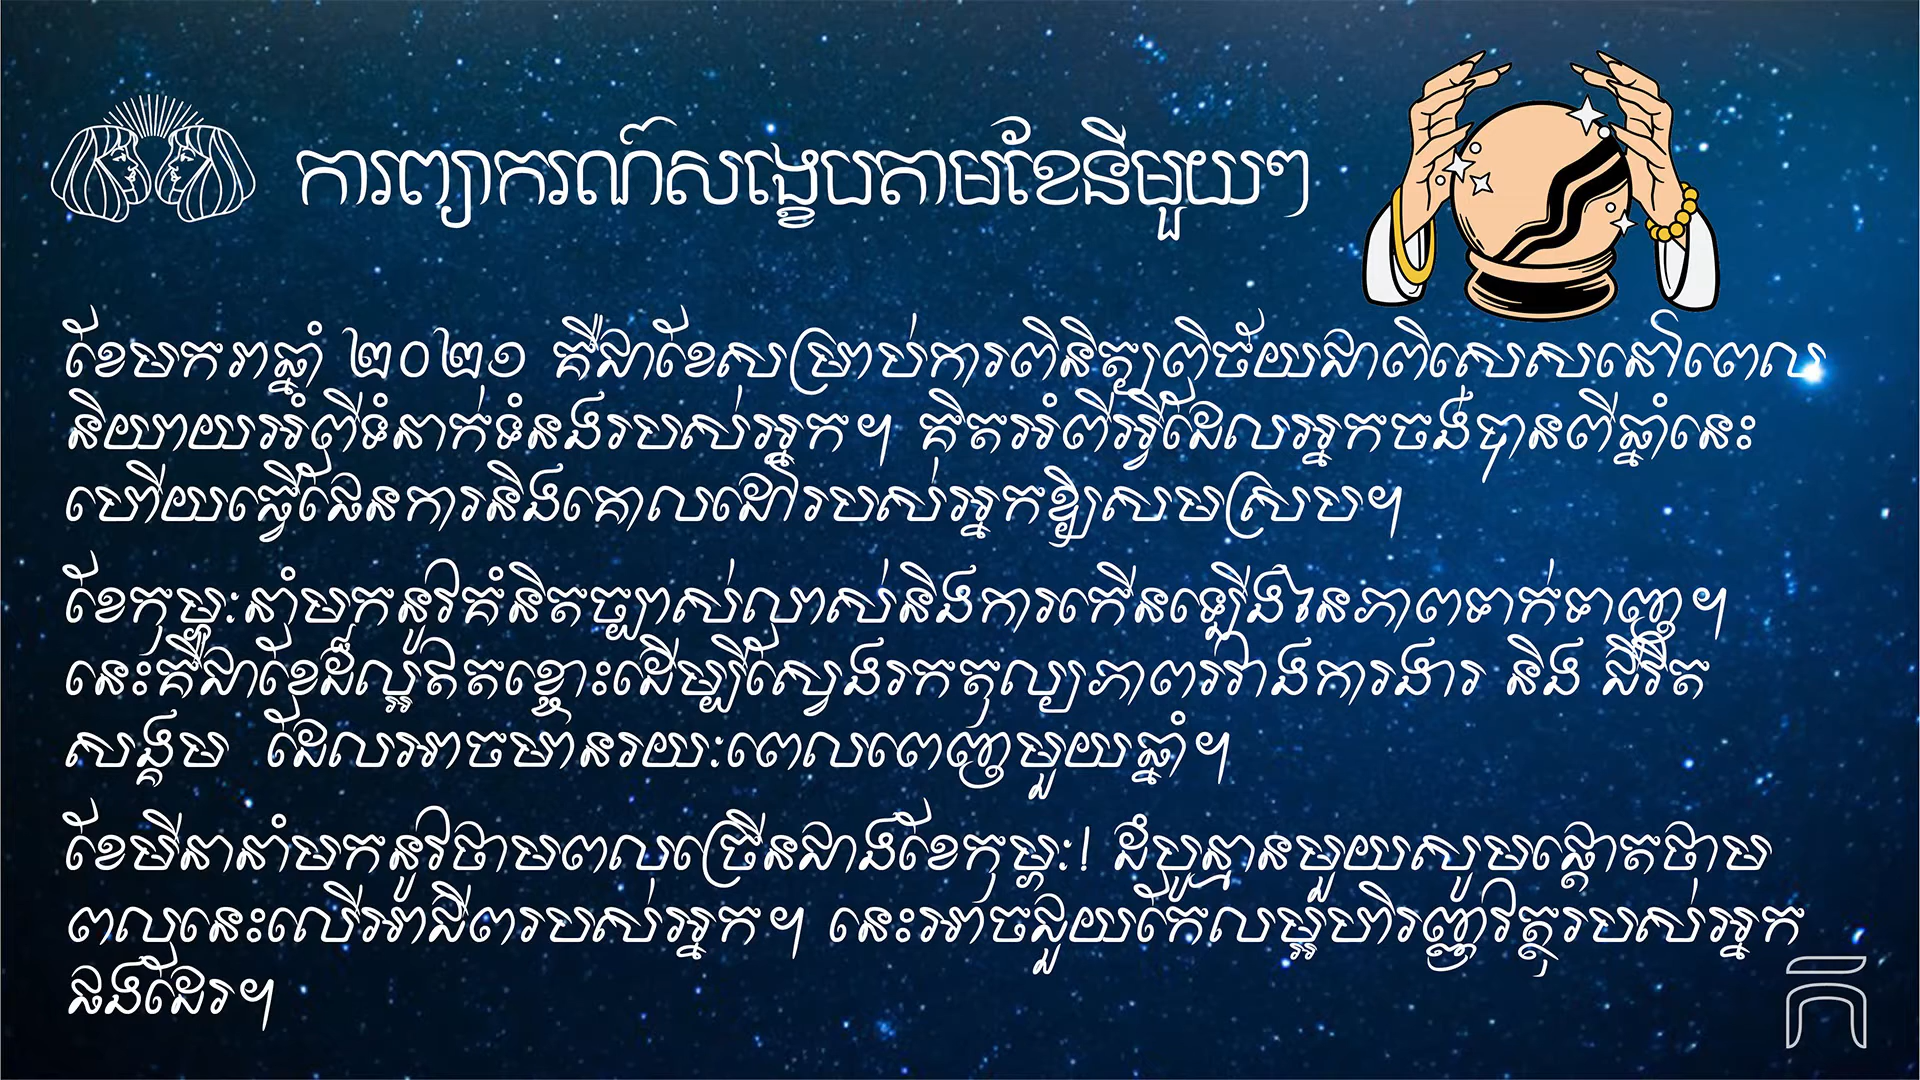 ការព្យាករណ៍សង្ខេបតាមខែនីមួយៗ
ខែមករាឆ្នាំ ២០២១ គឺជាខែសម្រាប់ការពិនិត្យពិច័យជាពិសេសនៅពេល
និយាយអំពីទំនាក់ទំនងរបស់អ្នក។ គិតអំពីអ្វីដែលអ្នកចង់បានពីឆ្នាំនេះ
ហើយធ្វើផែនការនិងគោលដៅរបស់អ្នកឱ្យសមស្រប។
ខែកុម្ភៈនាំមកនូវគំនិតច្បាស់លាស់និងការកើនឡើងនៃភាពទាក់ទាញ។
នេះគឺជាខែដ៏ល្អឥតខ្ចោះដើម្បីស្វែងរកតុល្យភាពរវាងការងារ និង ជីវិត
សង្គម ដែលអាចមានរយៈពេលពេញមួយឆ្នាំ។
ខែមីនានាំមកនូវថាមពលច្រើនជាងខែកុម្ភៈ! ដំបូន្មានមួយសូមផ្តោតថាម
ពលនេះលើអាជីពរបស់អ្នក។ នេះអាចជួយកែលម្អហិរញ្ញវត្ថុរបស់អ្នក
ផងដែរ។